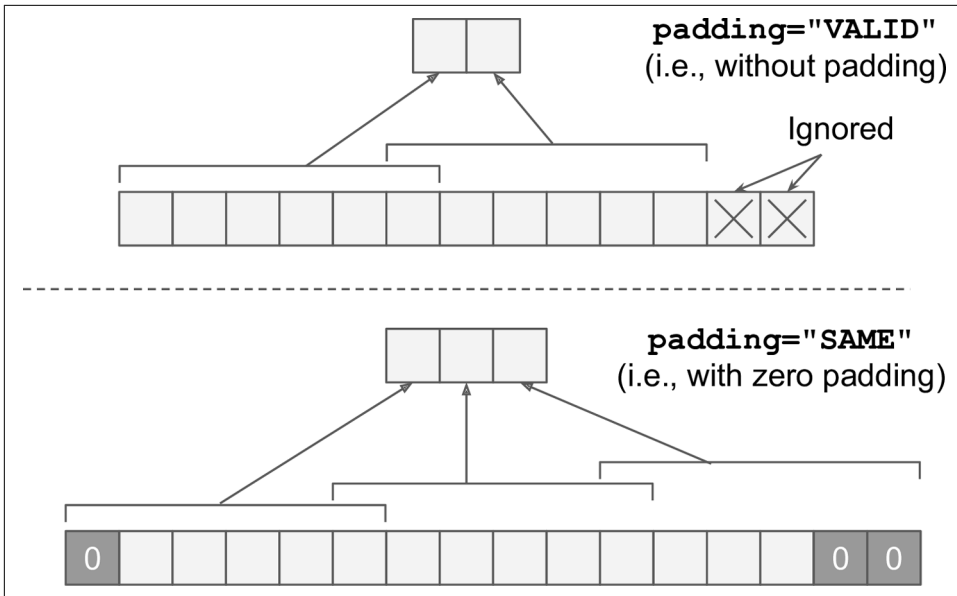 padding="VALID"
(i.e., without padding)
Ignored
padding="SAME"
(i.e., with zero padding)
0 0 0